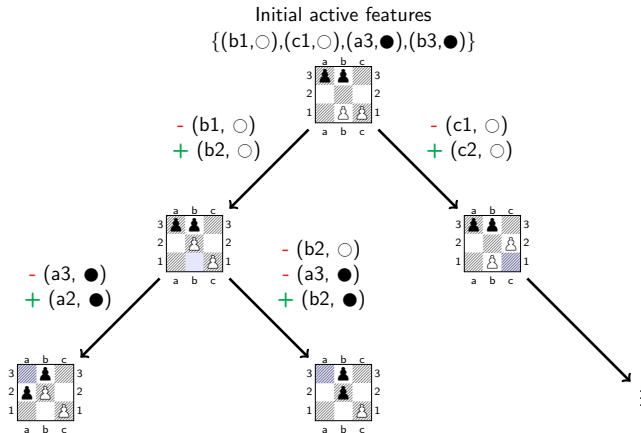 Initial active features
{(b1,○),(c1,○),(a3,●),(b3,●)}
a b c
3 3
2 2
1 1
a b c
- (b1, ○)
+ (b2, ○)
- (c1, ○)
+ (c2, ○)
a b c
3 3
2 2
1 1
a b c
- (b2, ○)
- (a3, ●)
+ (b2, ●)
a b c
3 3
2 2
1 1
a b c
- (a3, ●)
+ (a2, ●)
a b c
3 3
2 2
1 1
a b c
a b c
3 3
2 2
1 1
a b c
...